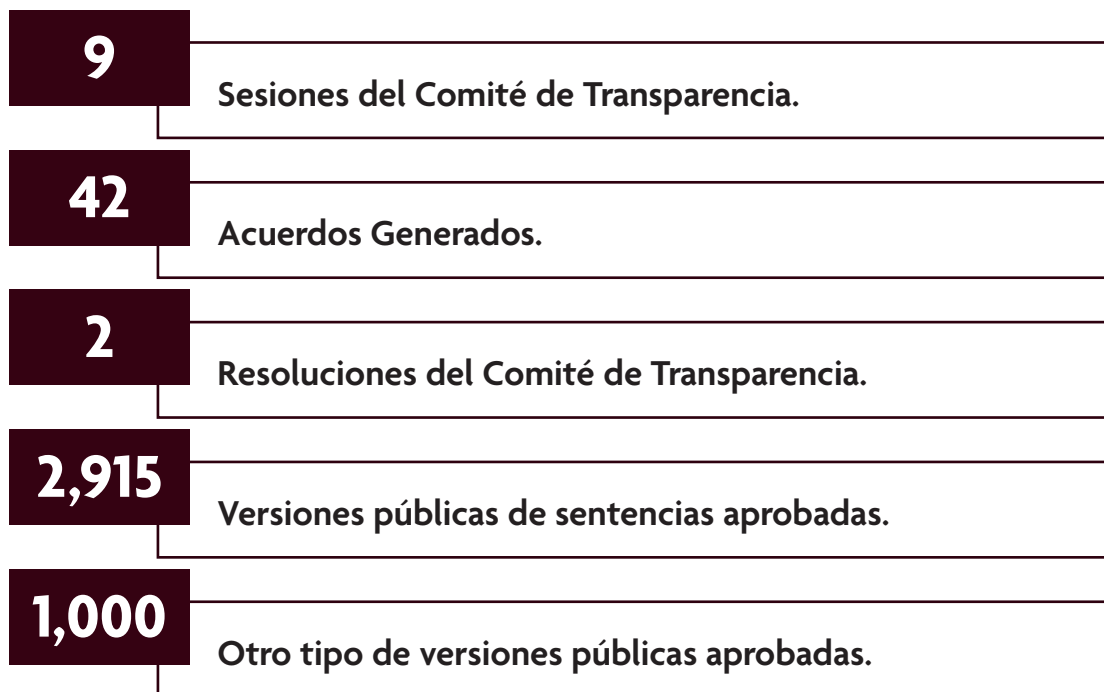 9
Sesiones del Comité de Transparencia.
42
Acuerdos Generados.
2
Resoluciones del Comité de Transparencia.
2,915
Versiones públicas de sentencias aprobadas.
1,000
Otro tipo de versiones públicas aprobadas.